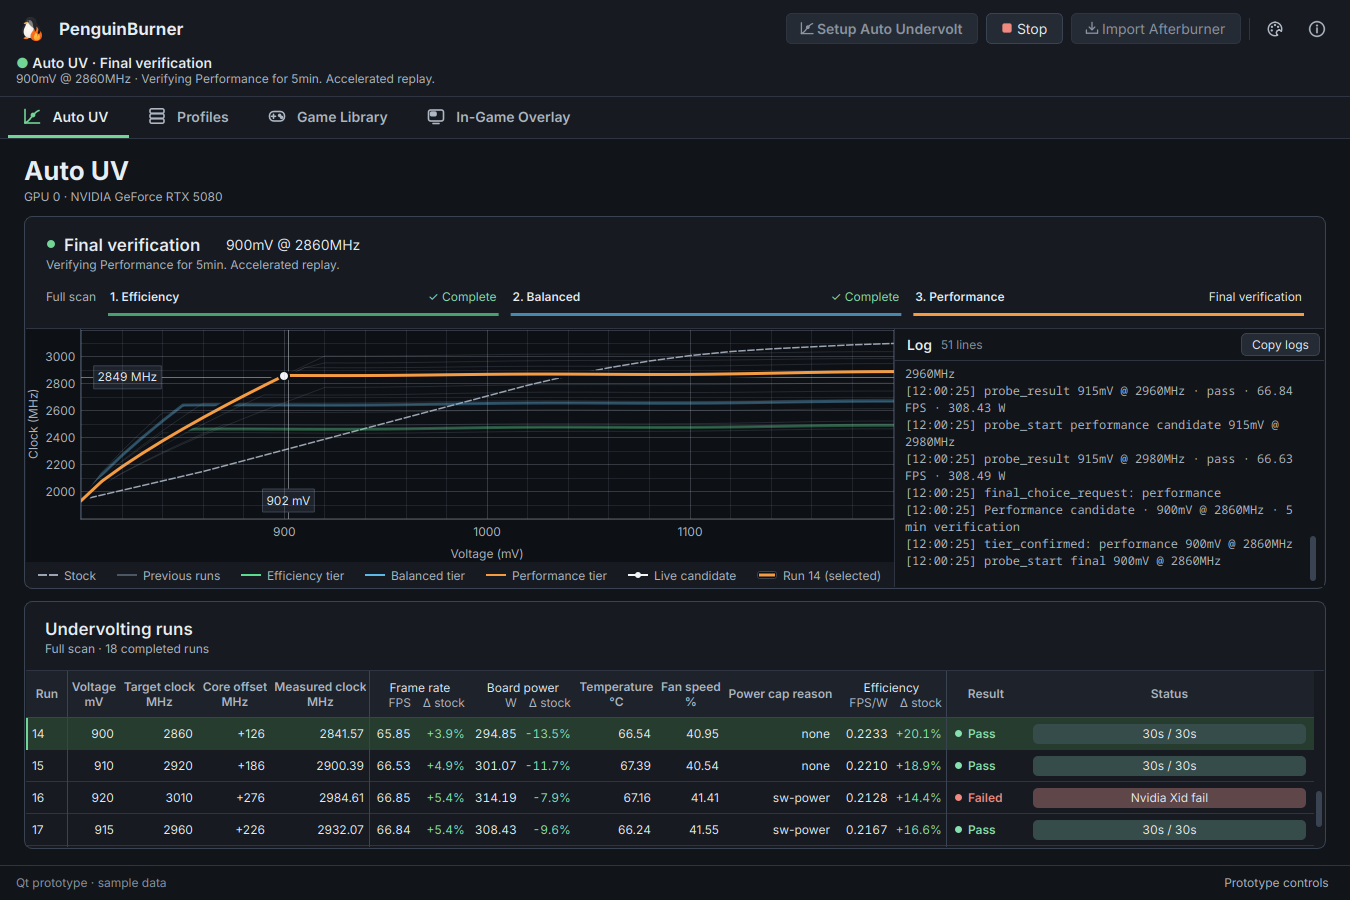 PenguinBurner
Setup Auto Undervolt
Stop
Import Afterburner
Auto UV · Final verification
900mV @ 2860MHz · Verifying Performance for 5min. Accelerated replay.
Auto UV
Profiles
Game Library
In-Game Overlay
Auto UV
GPU 0 · NVIDIA GeForce RTX 5080
Final verification 900mV @ 2860MHz
Verifying Performance for 5min. Accelerated replay.
Full scan 1. Efficiency ✓ Complete 2. Balanced ✓ Complete 3. Performance Final verification
3000
2800
2600
2400
2200
2000
Clock (MHz)
2849 MHz
902 mV
900 1000 1100
Voltage (mV)
Stock Previous runs Efficiency tier Balanced tier Performance tier Live candidate Run 14 (selected)
Log 51 lines Copy logs
2960MHz
[12:00:25] probe_result 915mV @ 2960MHz · pass · 66.84
FPS · 308.43 W
[12:00:25] probe_start performance candidate 915mV @
2980MHz
[12:00:25] probe_result 915mV @ 2980MHz · pass · 66.63
FPS · 308.49 W
[12:00:25] final_choice_request: performance
[12:00:25] Performance candidate · 900mV @ 2860MHz · 5
min verification
[12:00:25] tier_confirmed: performance 900mV @ 2860MHz
[12:00:25] probe_start final 900mV @ 2860MHz
Undervolting runs
Full scan · 18 completed runs
Run Voltage mV Target clock MHz Core offset MHz Measured clock MHz Frame rate FPS Δ stock Board power W Δ stock Temperature °C Fan speed % Power cap reason Efficiency FPS/W Δ stock Result Status
14 900 2860 +126 2841.57 65.85 +3.9% 294.85 -13.5% 66.54 40.95 none 0.2233 +20.1% Pass 30s / 30s
15 910 2920 +186 2900.39 66.53 +4.9% 301.07 -11.7% 67.39 40.54 none 0.2210 +18.9% Pass 30s / 30s
16 920 3010 +276 2984.61 66.85 +5.4% 314.19 -7.9% 67.16 41.41 sw-power 0.2128 +14.4% Failed Nvidia Xid fail
17 915 2960 +226 2932.07 66.84 +5.4% 308.43 -9.6% 66.24 41.55 sw-power 0.2167 +16.6% Pass 30s / 30s
Qt prototype · sample data
Prototype controls